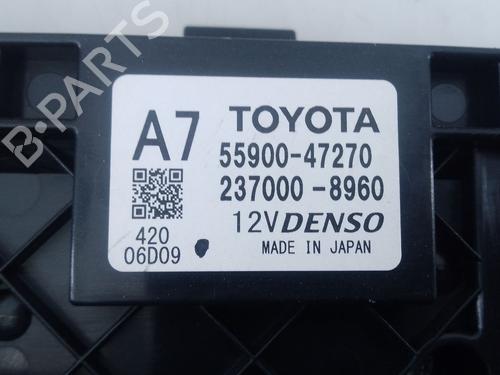 B-PARTS
A7
TOYOTA
55900-47270
237000-8960
12V DENSO
MADE IN JAPAN
420
06D09